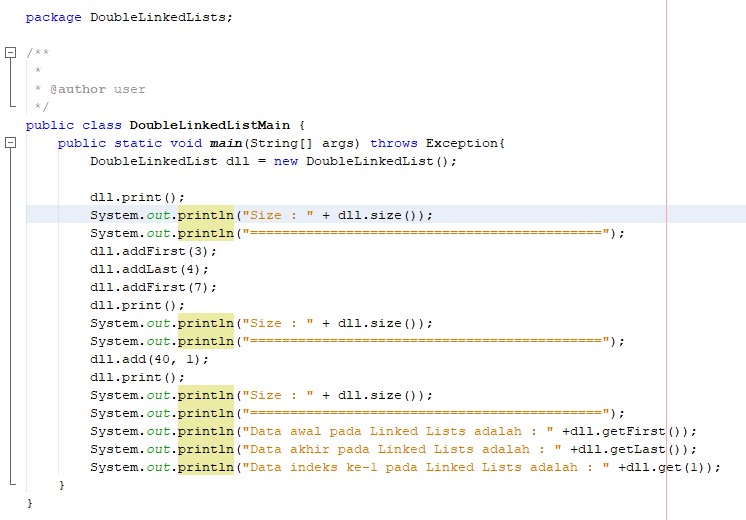 package DoubleLinkedLists;
/**
 *
 * @author user
 */
public class DoubleLinkedListMain {
    public static void main(String[] args) throws Exception{
        DoubleLinkedList dll = new DoubleLinkedList();
        dll.print();
        System.out.println("Size : " + dll.size());
        System.out.println("============================================");
        dll.addFirst(3);
        dll.addLast(4);
        dll.addFirst(7);
        dll.print();
        System.out.println("Size : " + dll.size());
        System.out.println("============================================");
        dll.add(40, 1);
        dll.print();
        System.out.println("Size : " + dll.size());
        System.out.println("============================================");
        System.out.println("Data awal pada Linked Lists adalah : " +dll.getFirst());
        System.out.println("Data akhir pada Linked Lists adalah : " +dll.getLast());
        System.out.println("Data indeks ke-1 pada Linked Lists adalah : " +dll.get(1));
    }
}